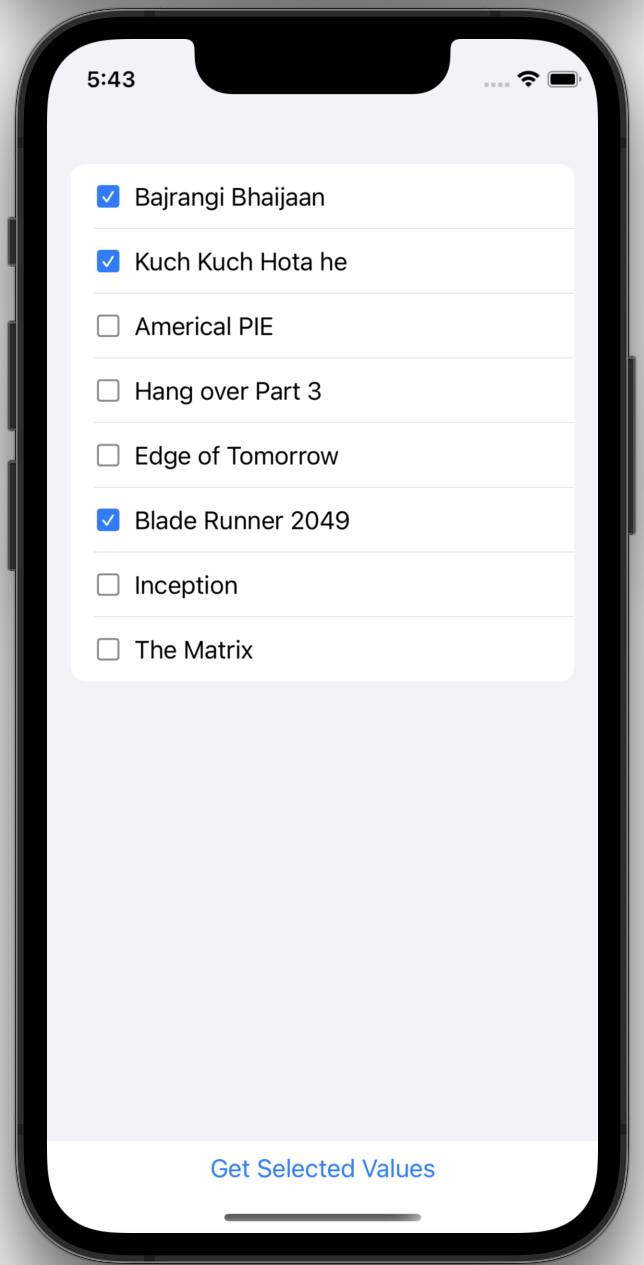 5:43
Bajrangi Bhaijaan
Kuch Kuch Hota he
Americal PIE
Hang over Part 3
Edge of Tomorrow
Blade Runner 2049
Inception
The Matrix
Get Selected Values